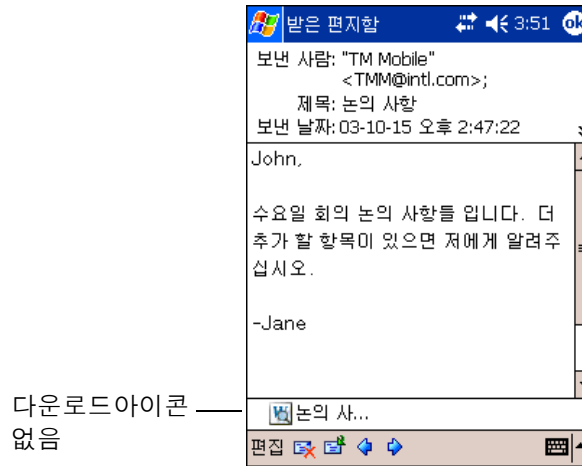 받은 편지함 3:51 ok
보낸 사람: "TM Mobile"
<TMM@intl.com>;
제목: 논의 사항
보낸 날짜: 03-10-15 오후 2:47:22
John,
수요일 회의 논의 사항들 입니다. 더
추가 할 항목이 있으면 저에게 알려주
십시오.
-Jane
다운로드아이콘
없음
논의 사...
편집